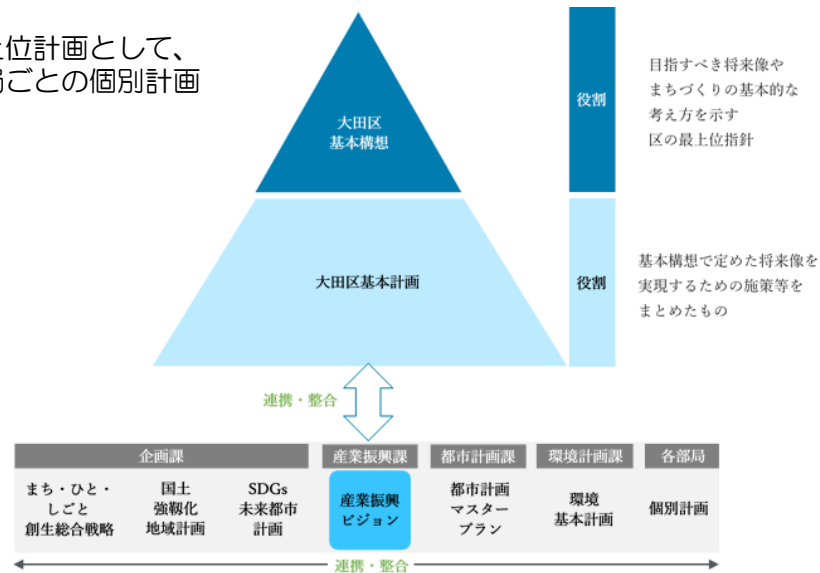 位計画として、
ごとの個別計画
大田区
基本構想
役割
目指すべき将来像や
まちづくりの基本的な
考え方を示す
区の最上位指針
大田区基本計画
役割
基本構想で定めた将来像を
実現するための施策等を
まとめたもの
連携・整合
企画課
産業振興課
都市計画課
環境計画課
各部局
まち・ひと・
しごと
創生総合戦略
国土
強靱化
地域計画
SDGs
未来都市
計画
産業振興
ビジョン
都市計画
マスター
プラン
環境
基本計画
個別計画
連携・整合